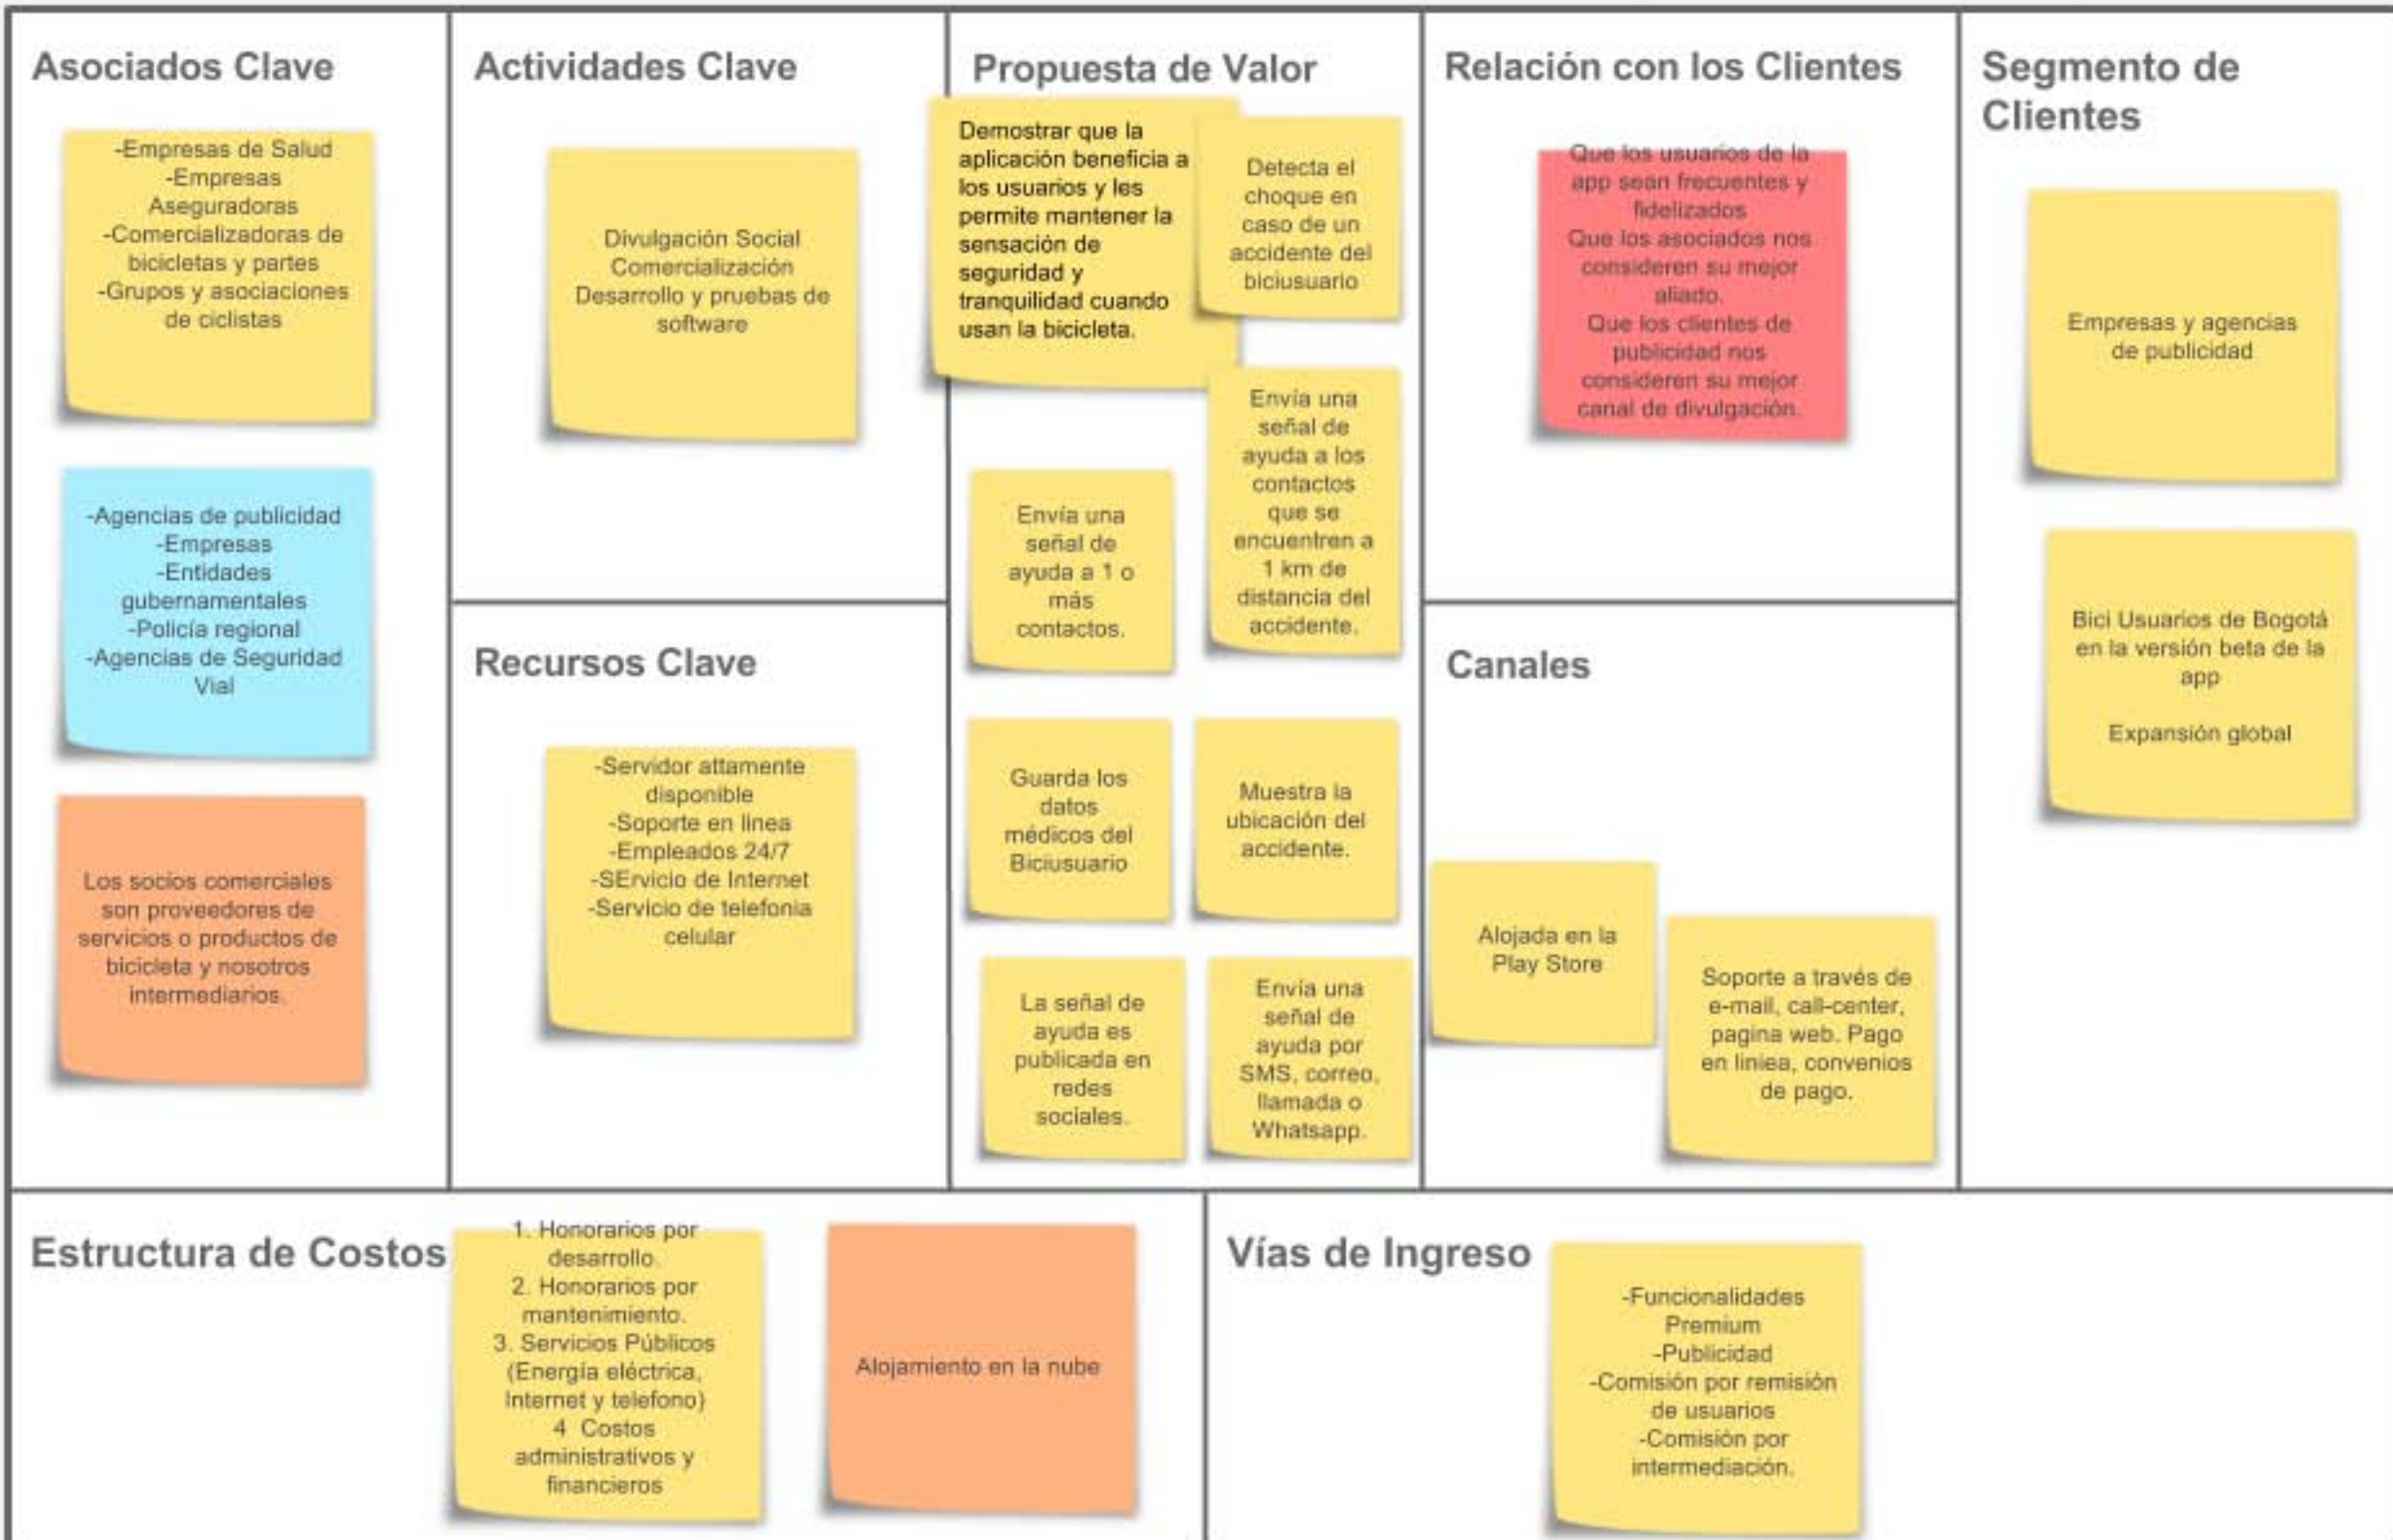 Asociados Clave
-Empresas de Salud
-Empresas
Aseguradoras
-Comercializadoras de
bicicletas y partes
-Grupos y asociaciones
de ciclistas
-Agencias de publicidad
-Empresas
-Entidades
gubernamentales
-Policía regional
-Agencias de Seguridad
Vial
Los socios comerciales
son proveedores de
servicios o productos de
bicicleta y nosotros
intermediarios.
Actividades Clave
Divulgación Social
Comercialización
Desarrollo y pruebas de
software
Recursos Clave
-Servidor attamente
disponible
-Soporte en linea
-Empleados 24/7
-SErvicio de Internet
-Servicio de telefonia
celular
Propuesta de Valor
Demostrar que la
aplicación beneficia a
los usuarios y les
permite mantener la
sensación de
seguridad y
tranquilidad cuando
usan la bicicleta.
Detecta el
choque en
caso de un
accidente del
biciusuario
Envía una
señal de
ayuda a 1 o
más
contactos.
Envía una
señal de
ayuda a los
contactos
que se
encuentren a
1 km de
distancia del
accidente.
Guarda los
datos
médicos del
Biciusuario
Muestra la
ubicación del
accidente.
La señal de
ayuda es
publicada en
redes
sociales.
Envía una
señal de
ayuda por
SMS, correo,
llamada o
Whatsapp.
Relación con los Clientes
Que los usuarios de la
app sean frecuentes y
fidelizados
Que los asociados nos
consideren su mejor
aliado.
Que los clientes de
publicidad nos
consideren su mejor
canal de divulgación.
Canales
Alojada en la
Play Store
Soporte a través de
e-mail, call-center,
pagina web. Pago
en liniea, convenios
de pago.
Segmento de
Clientes
Empresas y agencias
de publicidad
Bici Usuarios de Bogotá
en la versión beta de la
app
Expansión global
Estructura de Costos
1. Honorarios por
desarrollo.
2. Honorarios por
mantenimiento.
3. Servicios Públicos
(Energía eléctrica,
Internet y telefono)
4 Costos
administrativos y
financieros
Alojamiento en la nube
Vías de Ingreso
-Funcionalidades
Premium
-Publicidad
-Comisión por remisión
de usuarios
-Comisión por
intermediación.